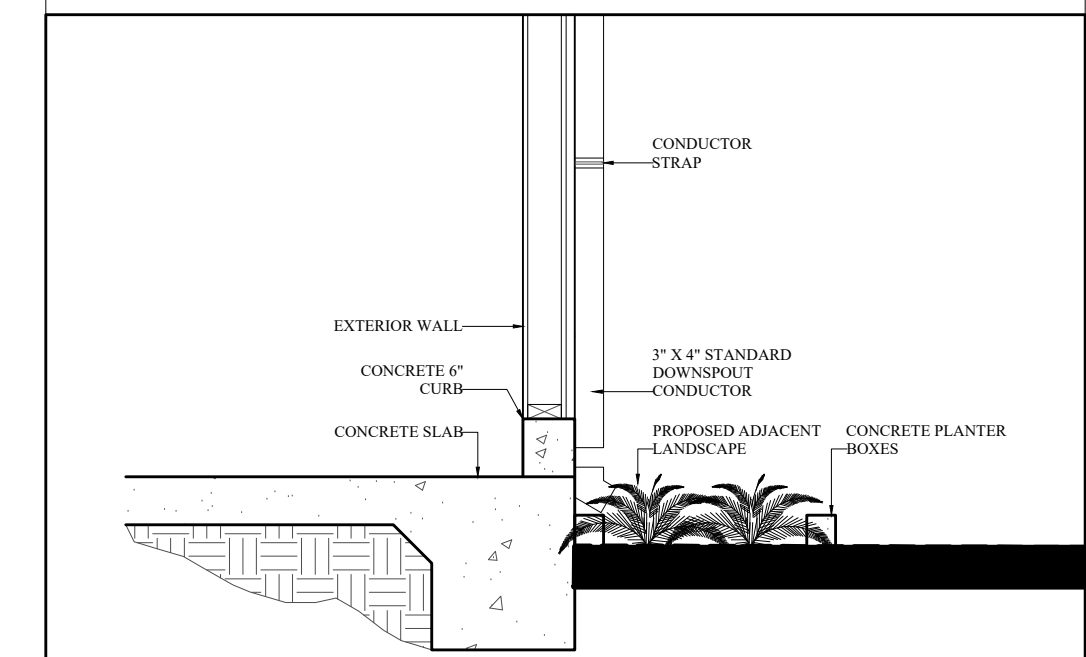 CONDUCTOR
STRAP
EXTERIOR WALL
3" X 4" STANDARD
DOWNSPOUT
CONDUCTOR
CONCRETE 6"
CURB
CONCRETE SLAB
PROPOSED ADJACENT
LANDSCAPE
CONCRETE PLANTER
BOXES